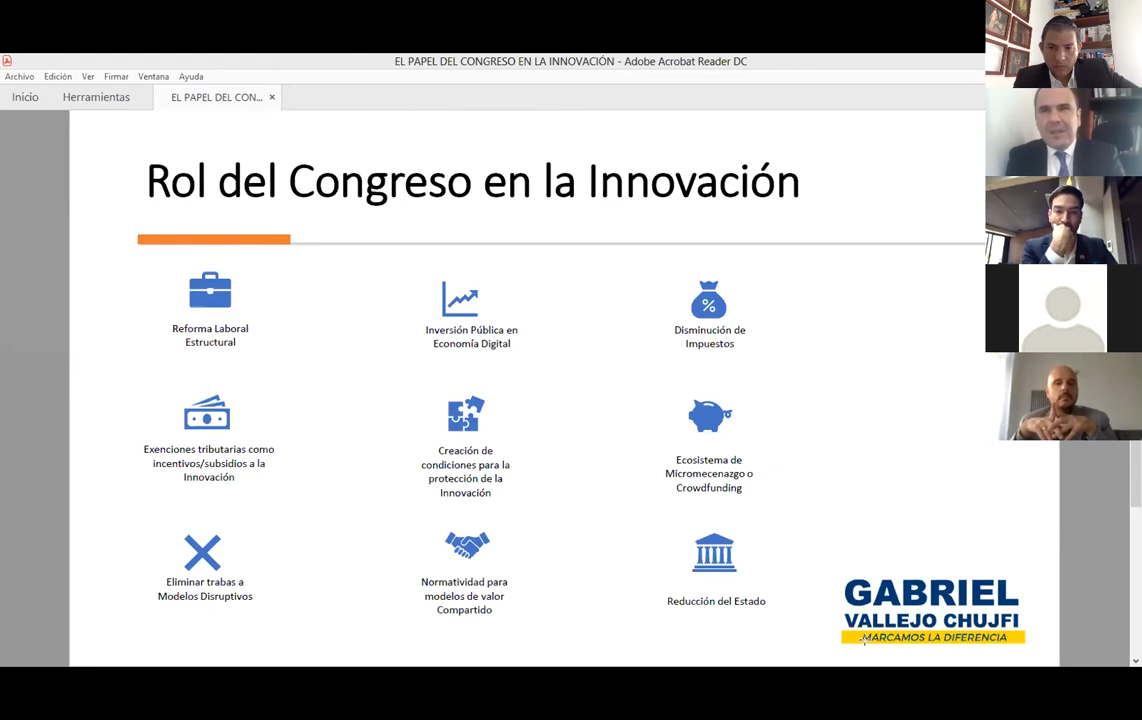 EL PAPEL DEL CONGRESO EN LA INNOVACIÓN - Adobe Acrobat Reader DC
Archivo Edición Ver Firmar Ventana Ayuda
Inicio Herramientas EL PAPEL DEL CON... ×
Rol del Congreso en la Innovación
Reforma Laboral
Estructural
Inversión Pública en
Economía Digital
Disminución de
Impuestos
%
Exenciones tributarias como
incentivos/subsidios a la
Innovación
Creación de
condiciones para la
protección de la
Innovación
Ecosistema de
Micromecenazgo o
Crowdfunding
Eliminar trabas a
Modelos Disruptivos
Normatividad para
modelos de valor
Compartido
Reducción del Estado
GABRIEL
VALLEJO CHUJFI
MARCAMOS LA DIFERENCIA